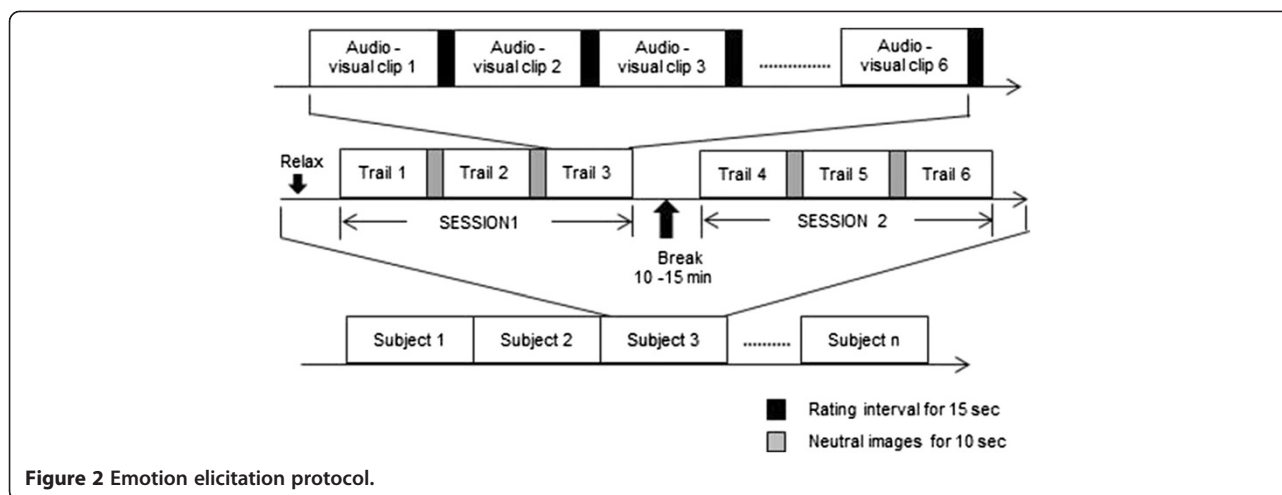 Audio - visual clip 1
Audio - visual clip 2
Audio - visual clip 3
..............
Audio - visual clip 6
Relax
Trail 1
Trail 2
Trail 3
Trail 4
Trail 5
Trail 6
SESSION1
SESSION 2
Break
10 -15 min
Subject 1
Subject 2
Subject 3
..........
Subject n
Rating interval for 15 sec
Neutral images for 10 sec
Figure 2 Emotion elicitation protocol.